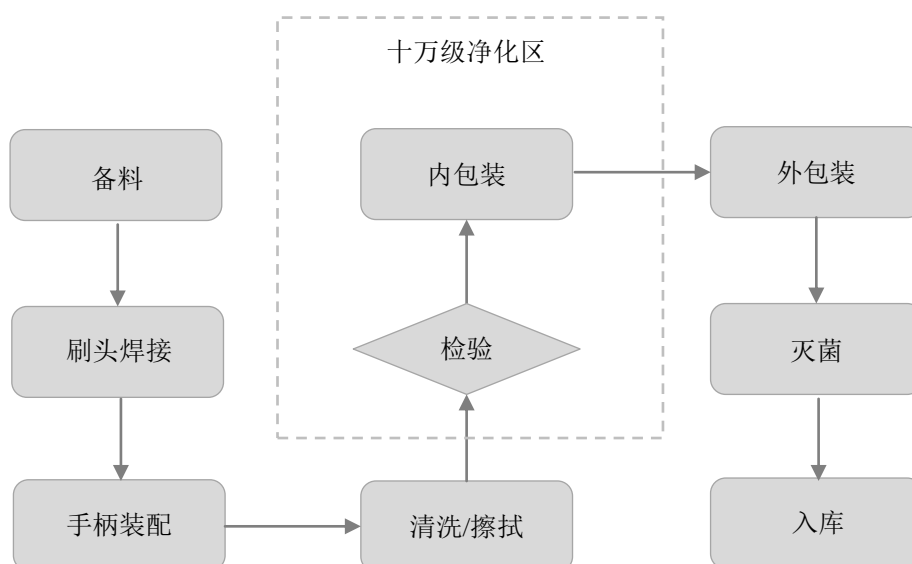 十万级净化区
备料
内包装
外包装
刷头焊接
检验
灭菌
手柄装配
清洗/擦拭
入库